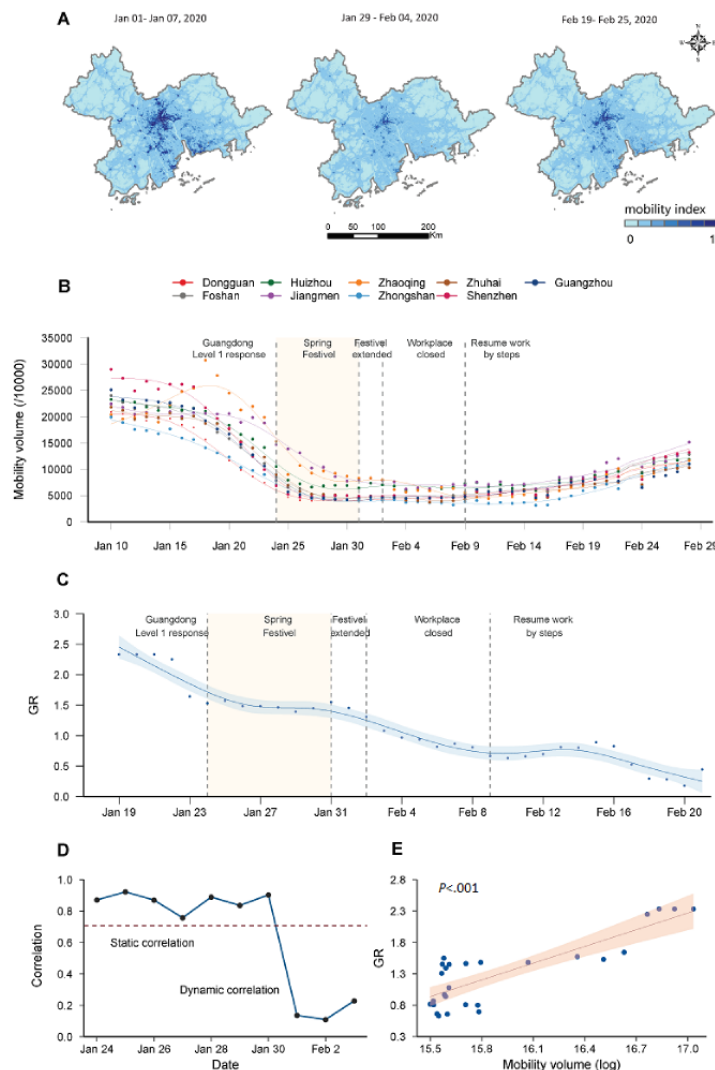 A
Jan 01- Jan 07, 2020
Jan 29 - Feb 04, 2020
Feb 19- Feb 25, 2020
N
W E
S
mobility index
0 1
0 50 100 200
Km
B
Dongguan Huizhou Zhaoqing Zhuhai Guangzhou
Foshan Jiangmen Zhongshan Shenzhen
Mobility volume (/10000)
35000
30000
25000
20000
15000
10000
5000
0
Guangdong Spring Festivel Workplace Resume work
Level 1 response Festivel extended closed by steps
Jan 10 Jan 15 Jan 20 Jan 25 Jan 30 Feb 4 Feb 9 Feb 14 Feb 19 Feb 24 Feb 29
C
GR
3.0
2.5
2.0
1.5
1.0
0.5
0.0
Guangdong Spring Festivel Workplace Resume work
Level 1 response Festivel extended closed by steps
Jan 19 Jan 23 Jan 27 Jan 31 Feb 4 Feb 8 Feb 12 Feb 16 Feb 20
D
Correlation
1.0
0.8
0.6
0.4
0.2
0.0
Static correlation
Dynamic correlation
Jan 24 Jan 26 Jan 28 Jan 30 Feb 2
Date
E
P<.001
GR
2.8
2.3
1.8
1.3
0.8
0.3
15.5 15.8 16.1 16.4 16.7 17.0
Mobility volume (log)